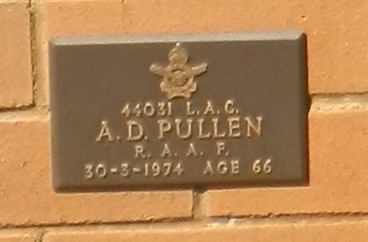 44031 L.A.C.
A. D. PULLEN
R. A. A. F.
30-3-1974 AGE 66